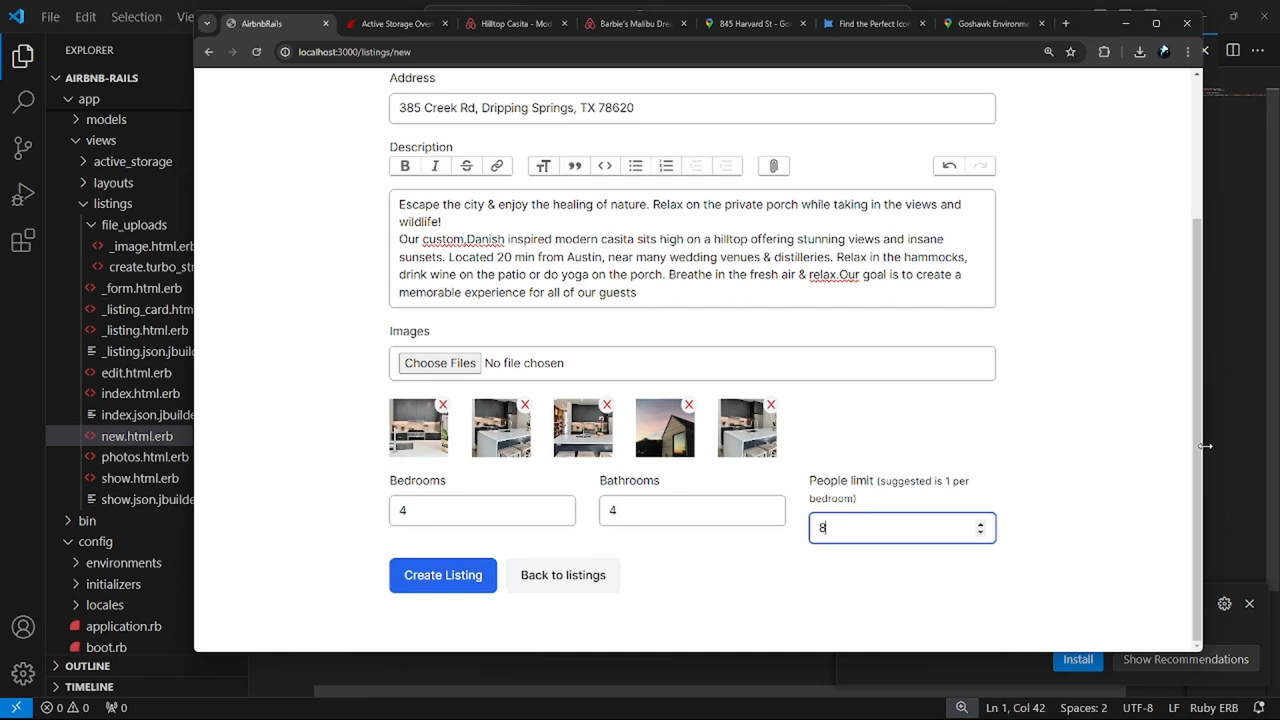 File Edit Selection
AirbnbRails
Active Storage Over
Hilltop Casita - Mod
Barbie's Malibu Dre
845 Harvard St - Go
Find the Perfect Icon
Goshawk Environme
EXPLORER
localhost:3000/listings/new
AIRBNB-RAILS
app
models
views
active_storage
layouts
listings
file_uploads
_image.html.erb
create.turbo_str
_form.html.erb
_listing_card.htm
_listing.html.erb
_listing.json.jbuild
edit.html.erb
index.html.erb
index.json.jbuilde
new.html.erb
photos.html.erb
show.html.erb
show.json.jbuilde
bin
config
environments
initializers
locales
application.rb
boot.rb
OUTLINE
TIMELINE
Address
385 Creek Rd, Dripping Springs, TX 78620
Description
B I S
Escape the city & enjoy the healing of nature. Relax on the private porch while taking in the views and
wildlife!
Our custom,Danish inspired modern casita sits high on a hilltop offering stunning views and insane
sunsets. Located 20 min from Austin, near many wedding venues & distilleries. Relax in the hammocks,
drink wine on the patio or do yoga on the porch. Breathe in the fresh air & relax.Our goal is to create a
memorable experience for all of our guests
Images
Choose Files No file chosen
X X X X X
Bedrooms
4
Bathrooms
4
People limit (suggested is 1 per
bedroom)
8
Create Listing Back to listings
Install Show Recommendations
0 0 0 Ln 1, Col 42 Spaces: 2 UTF-8 LF Ruby ERB